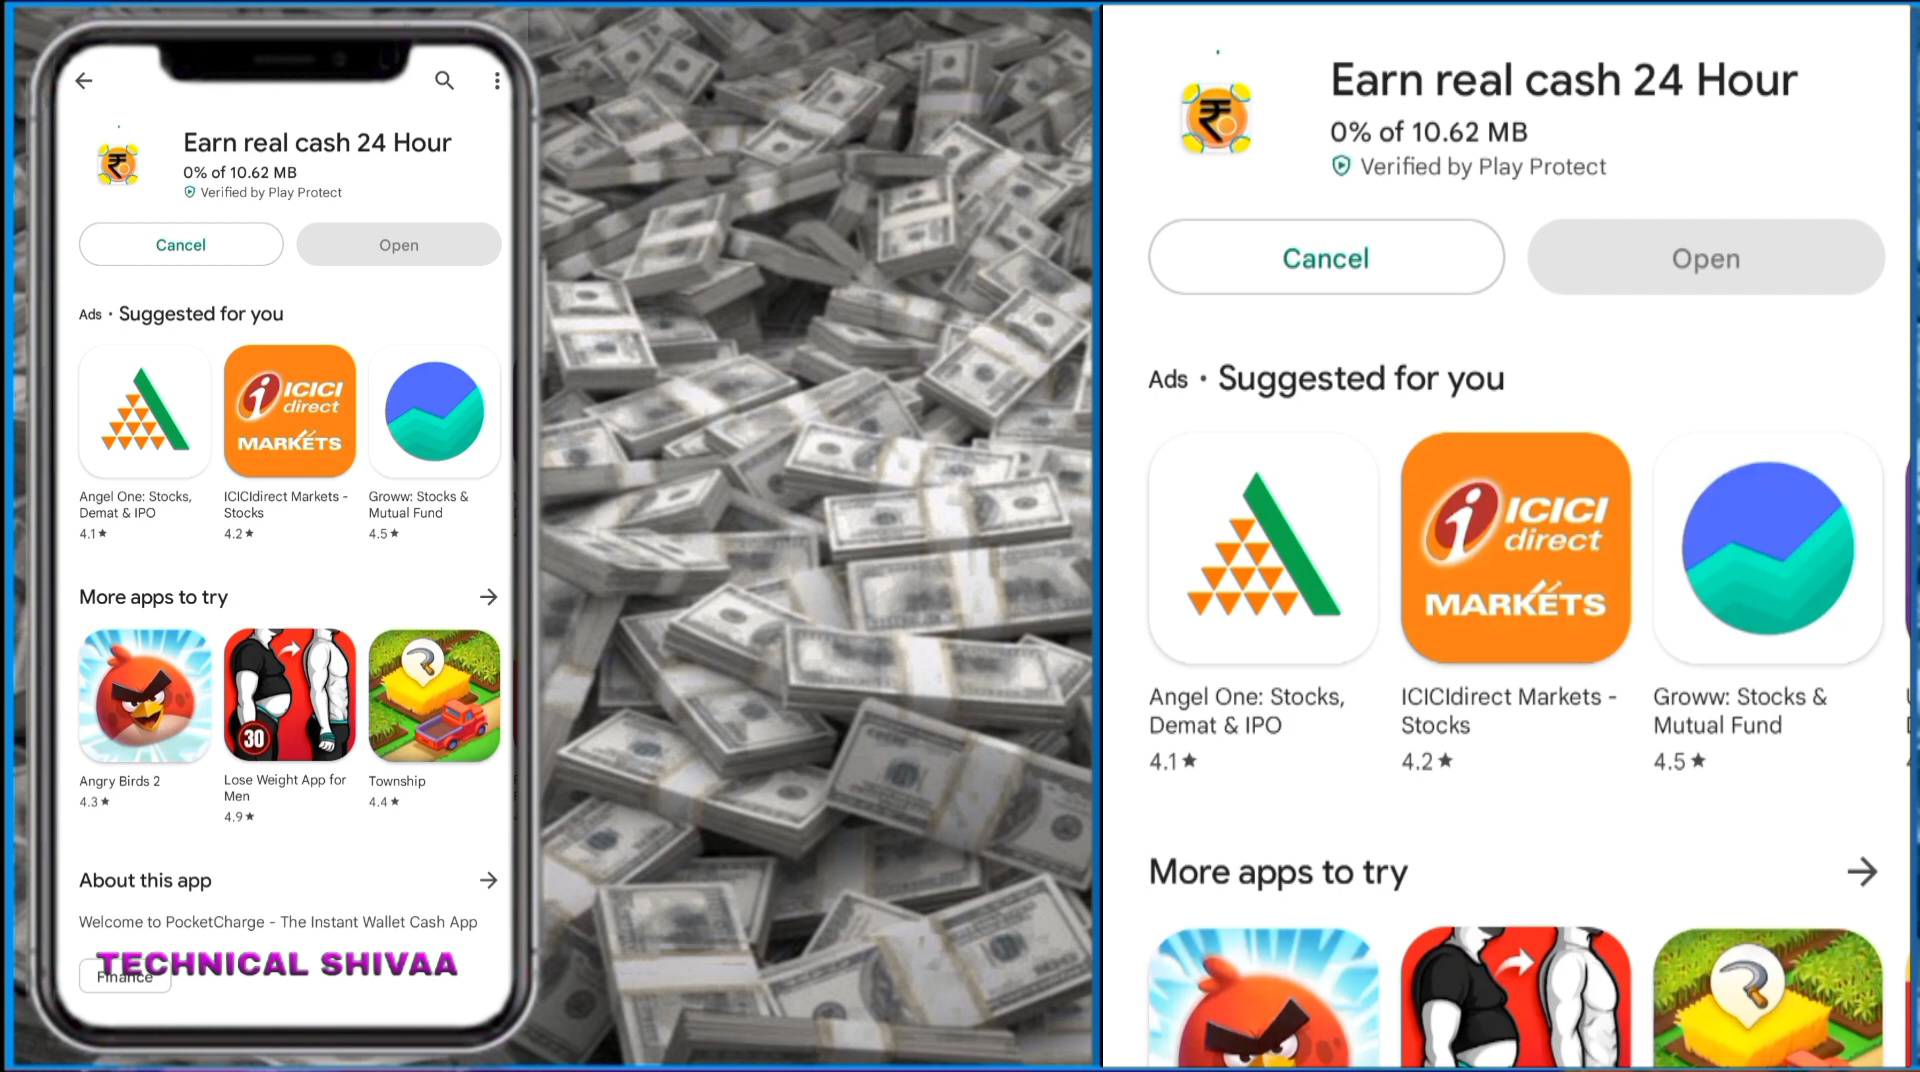 Earn real cash 24 Hour
0% of 10.62 MB
Verified by Play Protect
Cancel
Open
Ads • Suggested for you
ICICI
direct
MARKETS
Angel One: Stocks,
Demat & IPO
4.1★
ICICIdirect Markets -
Stocks
4.2★
Groww: Stocks &
Mutual Fund
4.5★
More apps to try
30
Angry Birds 2
4.3★
Lose Weight App for
Men
4.9★
Township
4.4★
About this app
Welcome to PocketCharge - The Instant Wallet Cash App
TECHNICAL SHIVAA
Finance
Earn real cash 24 Hour
0% of 10.62 MB
Verified by Play Protect
Cancel
Open
Ads • Suggested for you
ICICI
direct
MARKETS
Angel One: Stocks,
Demat & IPO
4.1★
ICICIdirect Markets -
Stocks
4.2★
Groww: Stocks &
Mutual Fund
4.5★
More apps to try